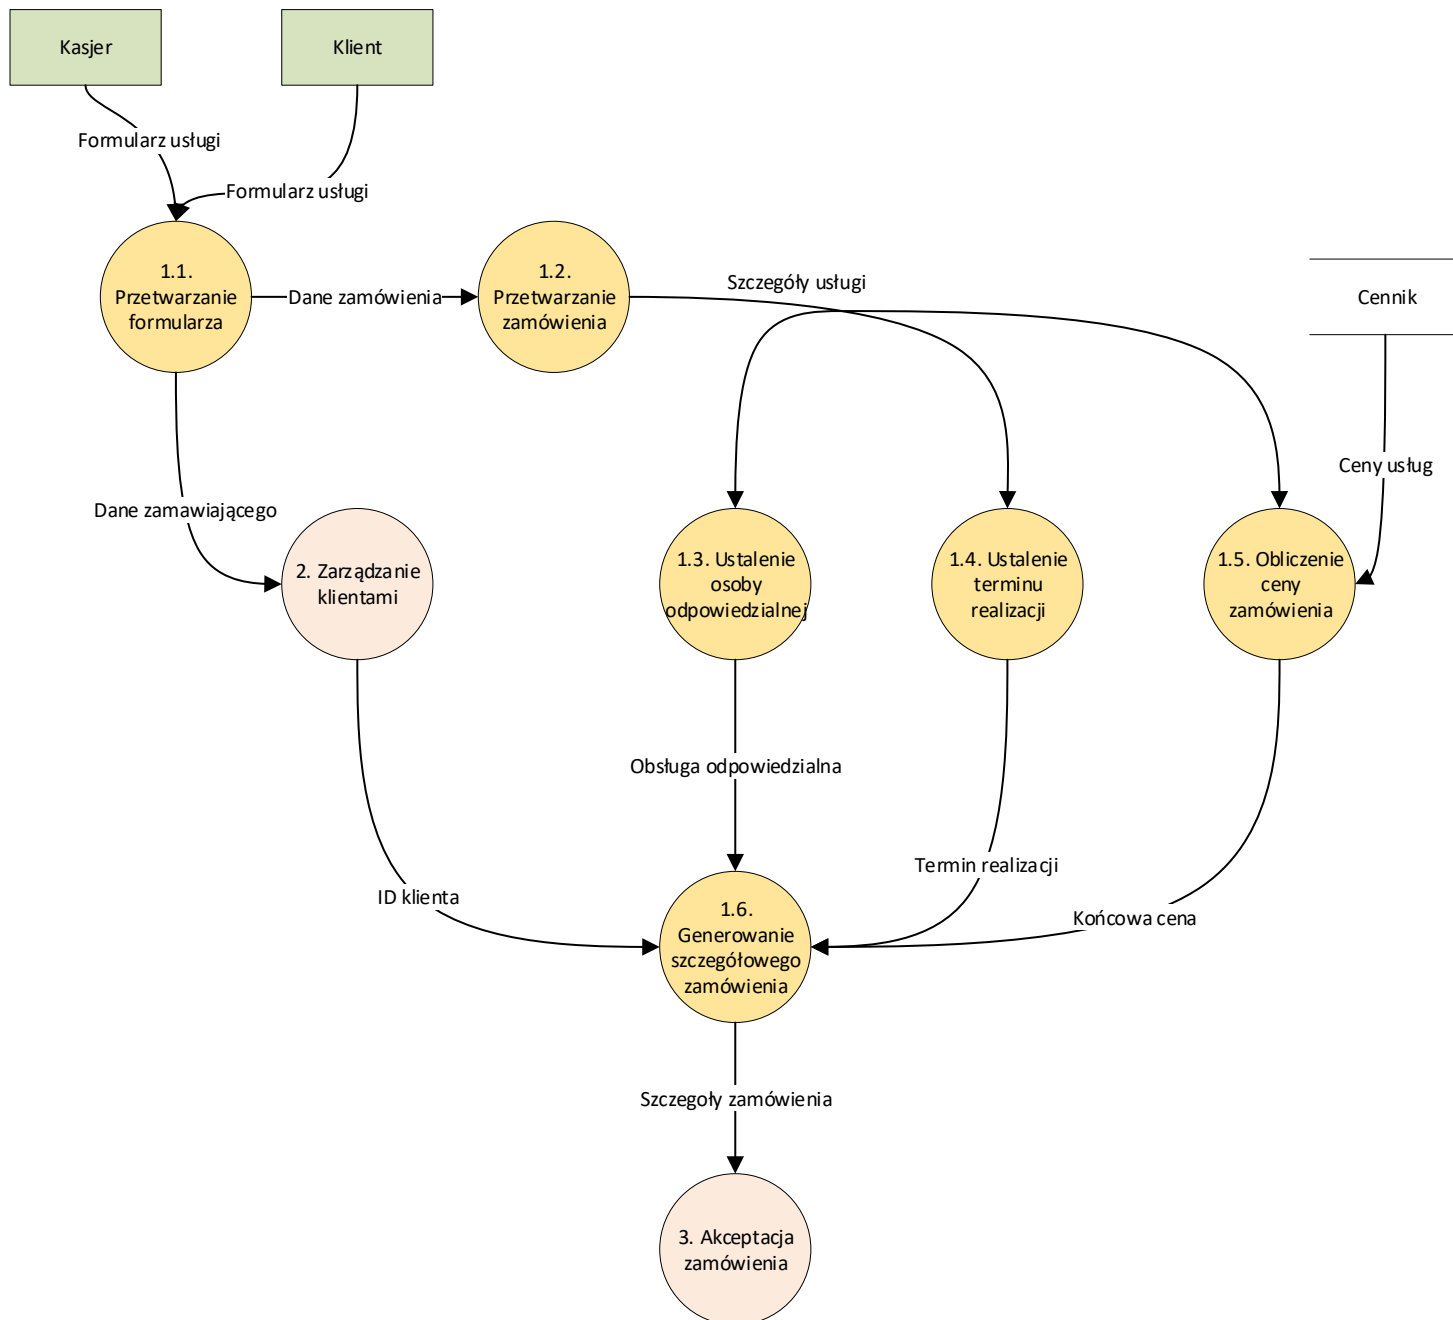 Kasjer
Klient
Formularz usługi
Formularz usługi
1.1.
Przetwarzanie
formularza
Dane zamówienia
1.2.
Przetwarzanie
zamówienia
Szczegóły usługi
Cennik
Ceny usług
Dane zamawiającego
2. Zarządzanie
klientami
1.3. Ustalenie
osoby
odpowiedzialnej
1.4. Ustalenie
terminu
realizacji
1.5. Obliczenie
ceny
zamówienia
Obsługa odpowiedzialna
Termin realizacji
ID klienta
Końcowa cena
1.6.
Generowanie
szczegółowego
zamówienia
Szczegoły zamówienia
3. Akceptacja
zamówienia